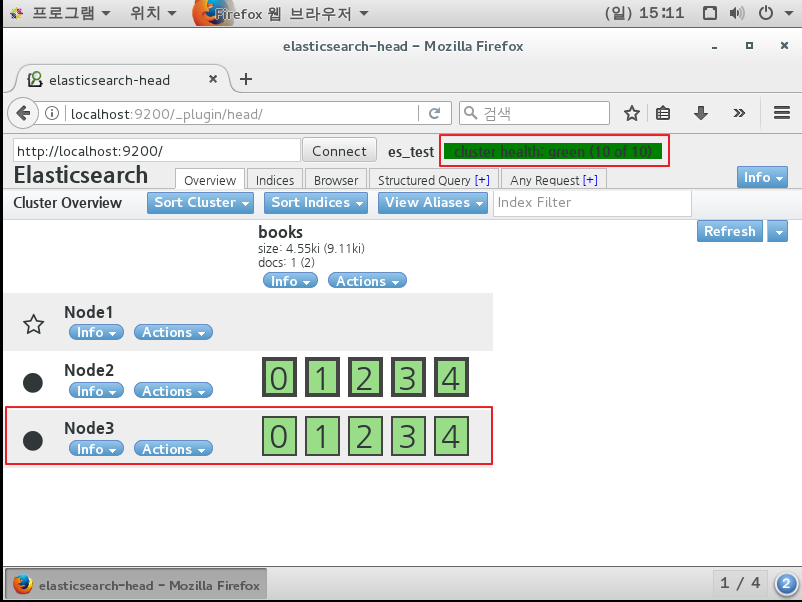 프로그램 위치 Firefox 웹 브라우저 (일) 15:11
elasticsearch-head - Mozilla Firefox
elasticsearch-head
localhost:9200/_plugin/head/ 검색
http://localhost:9200/ Connect es_test cluster health: green (10 of 10)
Elasticsearch Overview Indices Browser Structured Query [+] Any Request [+] Info
Cluster Overview Sort Cluster Sort Indices View Aliases Index Filter
Refresh
books
size: 4.55ki (9.11ki)
docs: 1 (2)
Info Actions
Node1
Info Actions
Node2 0 1 2 3 4
Info Actions
Node3 0 1 2 3 4
Info Actions
elasticsearch-head - Mozilla Firefox 1 / 4 2